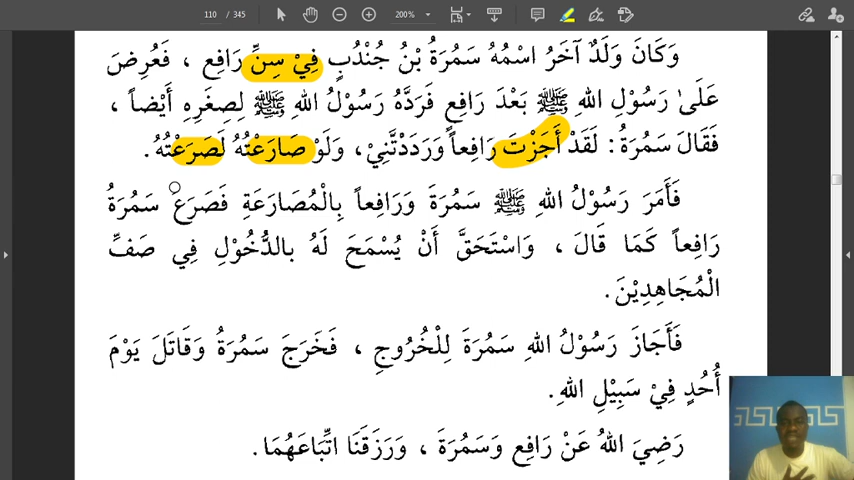 110 / 345
200%
وَكَانَ وَلَدٌ آخَرُ اسْمُهُ سَمُرَةُ بْنُ جُنْدُبٍ فِيْ سِنِّ رَافِعٍ ، فَعُرِضَ
عَلَىٰ رَسُوْلِ اللهِ ﷺ بَعْدَ رَافِعٍ فَرَدَّهُ رَسُوْلُ اللهِ ﷺ لِصِغَرِهِ أَيْضاً ،
فَقَالَ سَمُرَةُ : لَقَدْ أَجَزْتَ رَافِعاً وَرَدَدْتَّنِيْ، وَلَوْ صَارَعْتُهُ لَصَرَعْتُهُ.
فَأَمَرَ رَسُوْلُ اللهِ ﷺ سَمُرَةَ وَرَافِعاً بِالْمُصَارَعَةِ فَصَرَعَ سَمُرَةُ
رَافِعاً كَمَا قَالَ ، وَاسْتَحَقَّ أَنْ يُسْمَحَ لَهُ بالدُّخُوْلِ فِي صَفِّ
الْمُجَاهِدِيْنَ.
فَأَجَازَ رَسُوْلُ اللهِ سَمُرَةَ لِلْخُرُوجِ ، فَخَرَجَ سَمُرَةُ وَقَاتَلَ يَوْمَ
أُحُدٍ فِيْ سَبِيْلِ اللهِ.
رَضِيَ اللهُ عَنْ رَافِعٍ وَسَمُرَةَ ، وَرَزَقَنَا اتِّبَاعَهُمَا.